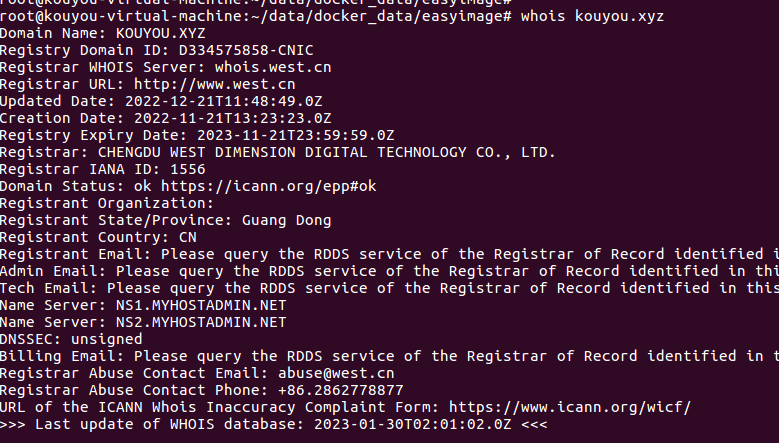 root@kouyou-virtual-machine:~/data/docker_data/easyimage#
root@kouyou-virtual-machine:~/data/docker_data/easyimage# whois kouyou.xyz
Domain Name: KOUYOU.XYZ
Registry Domain ID: D334575858-CNIC
Registrar WHOIS Server: whois.west.cn
Registrar URL: http://www.west.cn
Updated Date: 2022-12-21T11:48:49.0Z
Creation Date: 2022-11-21T13:23:23.0Z
Registry Expiry Date: 2023-11-21T23:59:59.0Z
Registrar: CHENGDU WEST DIMENSION DIGITAL TECHNOLOGY CO., LTD.
Registrar IANA ID: 1556
Domain Status: ok https://icann.org/epp#ok
Registrant Organization:
Registrant State/Province: Guang Dong
Registrant Country: CN
Registrant Email: Please query the RDDS service of the Registrar of Record identified i
Admin Email: Please query the RDDS service of the Registrar of Record identified in thi
Tech Email: Please query the RDDS service of the Registrar of Record identified in this
Name Server: NS1.MYHOSTADMIN.NET
Name Server: NS2.MYHOSTADMIN.NET
DNSSEC: unsigned
Billing Email: Please query the RDDS service of the Registrar of Record identified in t
Registrar Abuse Contact Email: abuse@west.cn
Registrar Abuse Contact Phone: +86.2862778877
URL of the ICANN Whois Inaccuracy Complaint Form: https://www.icann.org/wicf/
>>> Last update of WHOIS database: 2023-01-30T02:01:02.0Z <<<